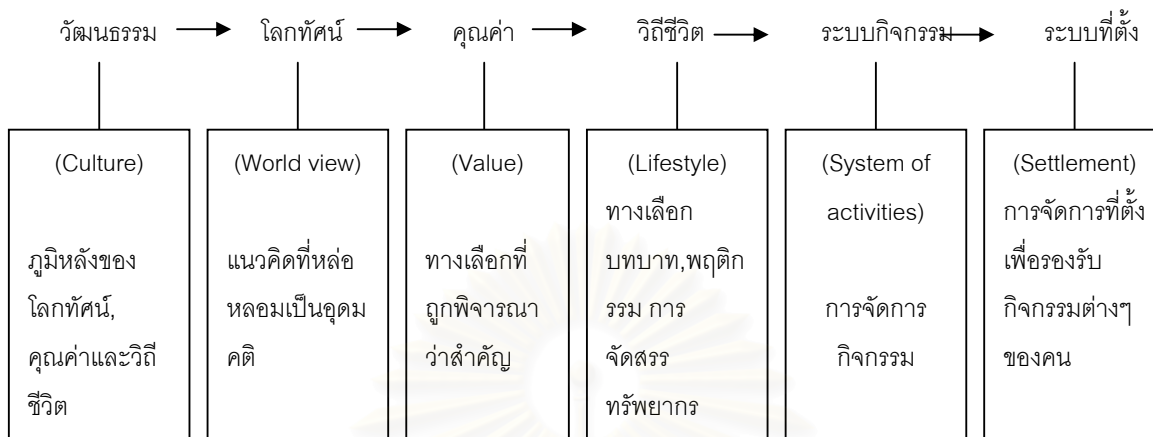 วัฒนธรรม โลกทัศน์ คุณค่า วิถีชีวิต ระบบกิจกรรม ระบบที่ตั้ง
(Culture)
ภูมิหลังของ
โลกทัศน์,
คุณค่าและวิถี
ชีวิต
(World view)
แนวคิดที่หล่อ
หลอมเป็นอุดม
คติ
(Value)
ทางเลือกที่
ถูกพิจารณา
ว่าสำคัญ
(Lifestyle)
ทางเลือก
บทบาท,พฤติก
รรม การ
จัดสรร
ทรัพยากร
(System of
activities)
การจัดการ
กิจกรรม
(Settlement)
การจัดการที่ตั้ง
เพื่อรองรับ
กิจกรรมต่างๆ
ของคน